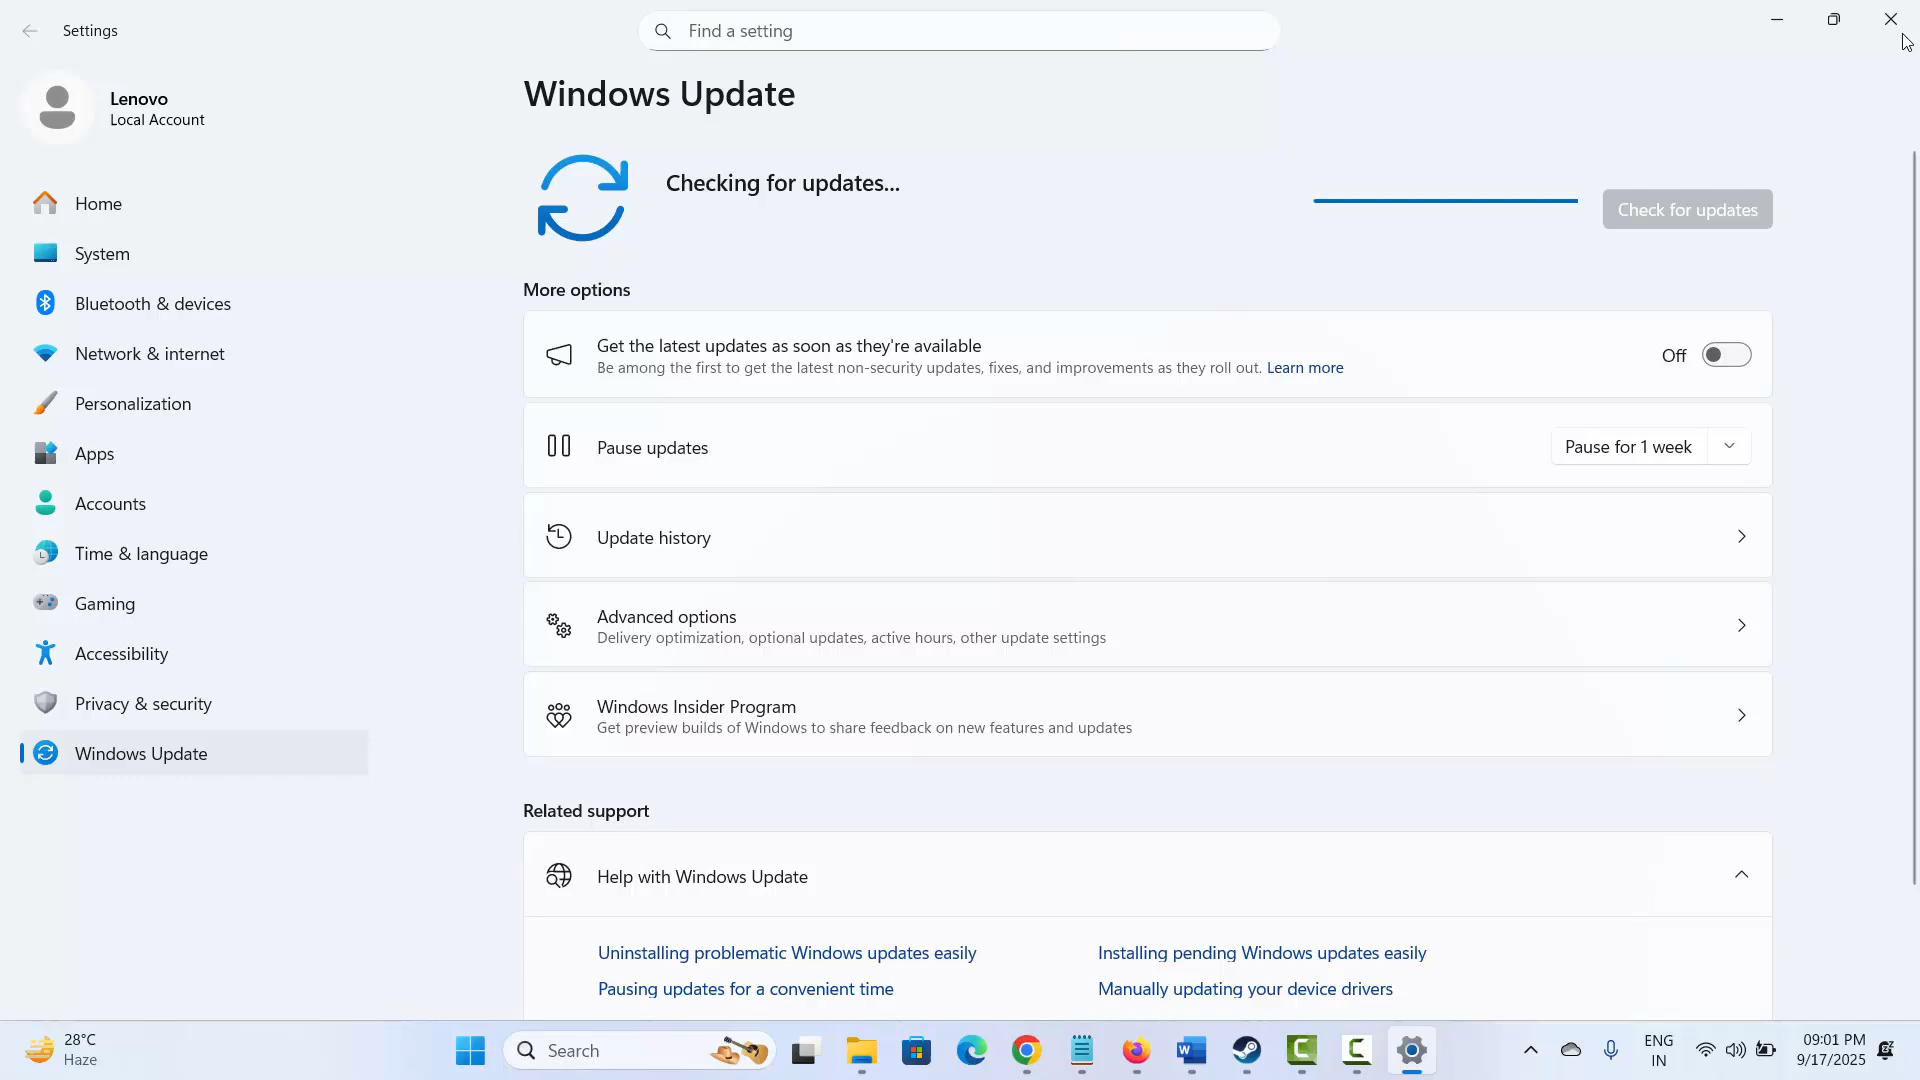 Settings
Find a setting
Lenovo
Local Account
Home
System
Bluetooth & devices
Network & internet
Personalization
Apps
Accounts
Time & language
Gaming
Accessibility
Privacy & security
Windows Update
Windows Update
Checking for updates...
Check for updates
More options
Get the latest updates as soon as they're available
Be among the first to get the latest non-security updates, fixes, and improvements as they roll out. Learn more
Off
Pause updates
Pause for 1 week
Update history
Advanced options
Delivery optimization, optional updates, active hours, other update settings
Windows Insider Program
Get preview builds of Windows to share feedback on new features and updates
Related support
Help with Windows Update
Uninstalling problematic Windows updates easily
Installing pending Windows updates easily
Pausing updates for a convenient time
Manually updating your device drivers
28°C
Haze
Search
ENG
IN
09:01 PM
9/17/2025